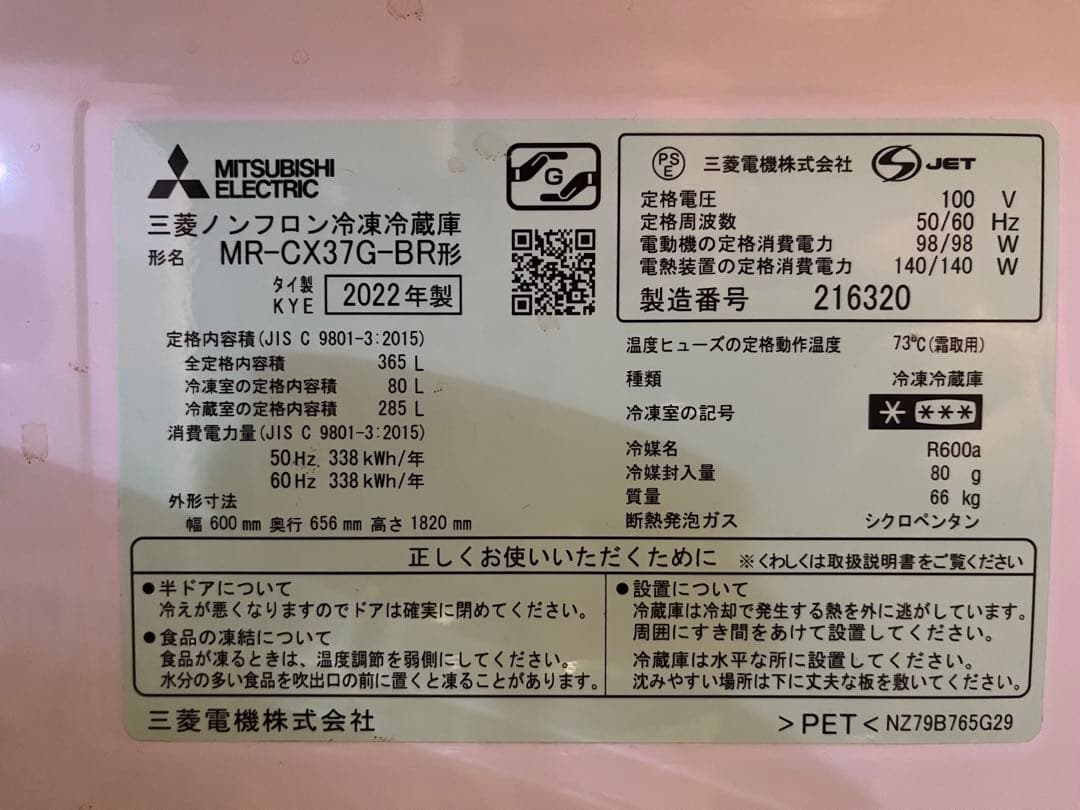 MITSUBISHI
ELECTRIC
G
三菱ノンフロン冷凍冷蔵庫
形名 MR-CX37G-BR形
タイ製
KYE 2022年製
PSE 三菱電機株式会社 JET
定格電圧 100 V
定格周波数 50/60 Hz
電動機の定格消費電力 98/98 W
電熱装置の定格消費電力 140/140 W
製造番号 216320
定格内容積(JIS C 9801-3:2015)
全定格内容積 365 L
冷凍室の定格内容積 80 L
冷蔵室の定格内容積 285 L
消費電力量(JIS C 9801-3:2015)
50Hz 338kWh/年
60Hz 338kWh/年
外形寸法
幅 600mm 奥行 656mm 高さ 1820mm
温度ヒューズの定格動作温度 73℃(霜取用)
種類 冷凍冷蔵庫
冷凍室の記号 * ***
冷媒名 R600a
冷媒封入量 80 g
質量 66 kg
断熱発泡ガス シクロペンタン
正しくお使いいただくために ※くわしくは取扱説明書をご覧ください
●半ドアについて
冷えが悪くなりますのでドアは確実に閉めてください。
●食品の凍結について
食品が凍るときは、温度調節を弱側にしてください。
水分の多い食品を吹出口の前に置くと凍ることがあります。
●設置について
冷蔵庫は冷却で発生する熱を外に逃がしています。
周囲にすき間をあけて設置してください。
冷蔵庫は水平な所に設置してください。
沈みやすい場所は下に丈夫な板を敷いてください。
三菱電機株式会社 >PET< NZ79B765G29